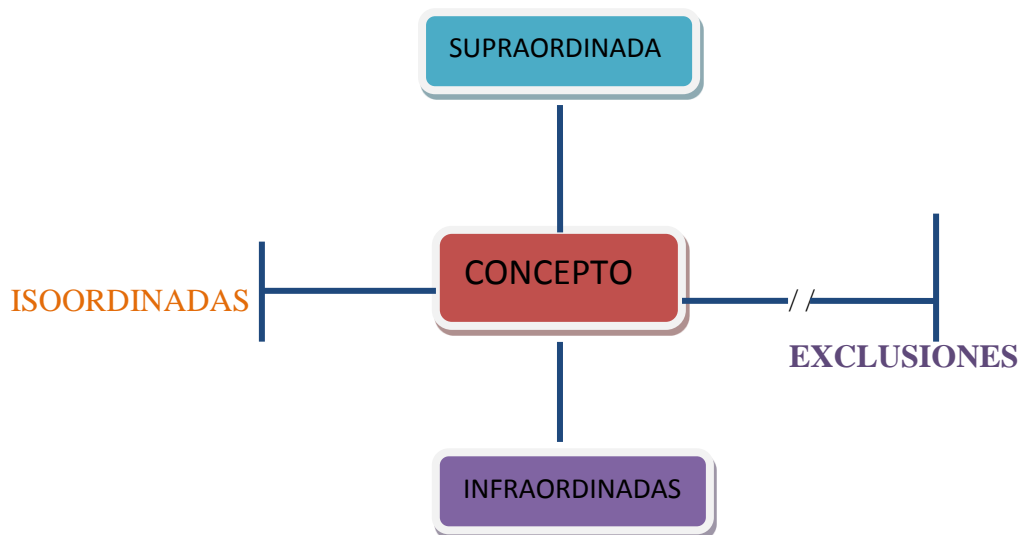 SUPRAORDINADA
CONCEPTO
ISOORDINADAS
//
EXCLUSIONES
INFRAORDINADAS